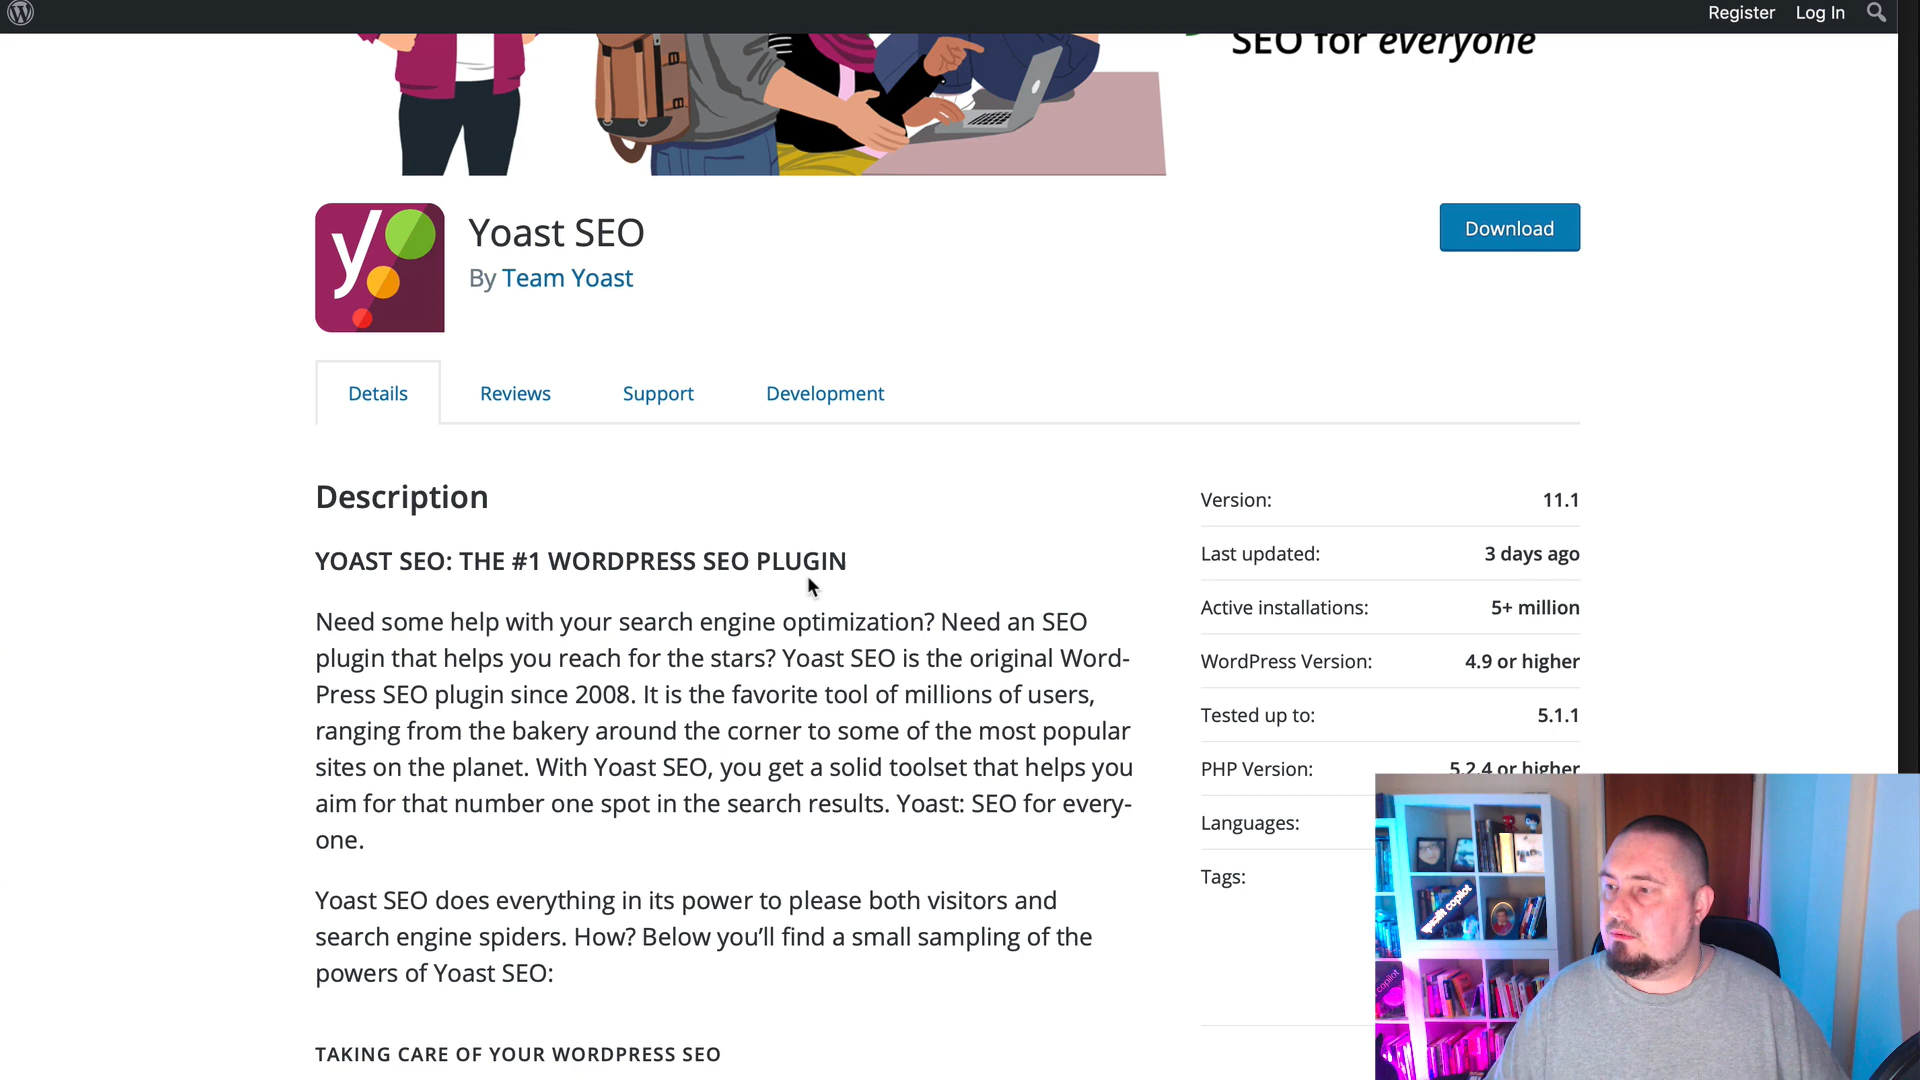 Register Log In
SEO for everyone
Yoast SEO
Download
By Team Yoast
Details Reviews Support Development
Description
Version: 11.1
YOAST SEO: THE #1 WORDPRESS SEO PLUGIN
Last updated: 3 days ago
Active installations: 5+ million
Need some help with your search engine optimization? Need an SEO
plugin that helps you reach for the stars? Yoast SEO is the original Word-
WordPress Version: 4.9 or higher
Press SEO plugin since 2008. It is the favorite tool of millions of users,
Tested up to: 5.1.1
ranging from the bakery around the corner to some of the most popular
sites on the planet. With Yoast SEO, you get a solid toolset that helps you
PHP Version: 5.2.4 or higher
aim for that number one spot in the search results. Yoast: SEO for every-
Languages:
one.
Tags:
Yoast SEO does everything in its power to please both visitors and
search engine spiders. How? Below you’ll find a small sampling of the
powers of Yoast SEO:
TAKING CARE OF YOUR WORDPRESS SEO
copilot
copilot